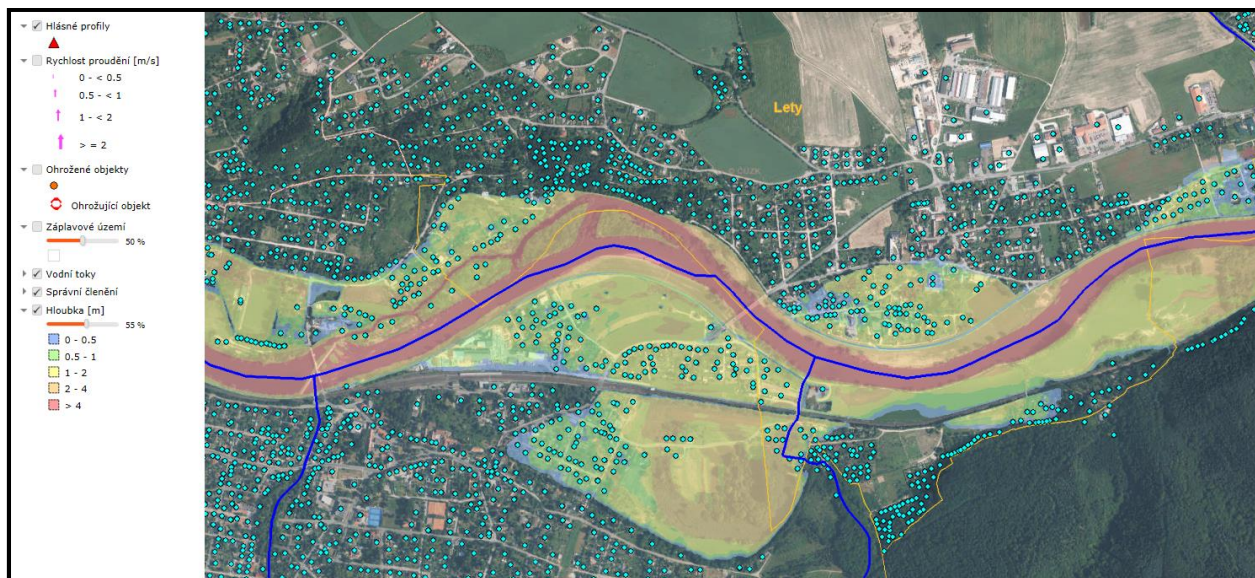 Hlásné profily
Rychlost proudění [m/s]
0 - < 0.5
0.5 - < 1
1 - < 2
> = 2
Ohrožené objekty
Ohrožující objekt
Záplavové území
50 %
Vodní toky
Správní členění
Hloubka [m]
55 %
0 - 0.5
0.5 - 1
1 - 2
2 - 4
> 4
Lety